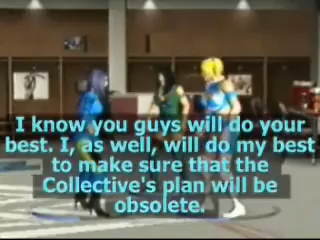 I know you guys will do your
best. I, as well, will do my best
to make sure that the
Collective's plan will be
obsolete.